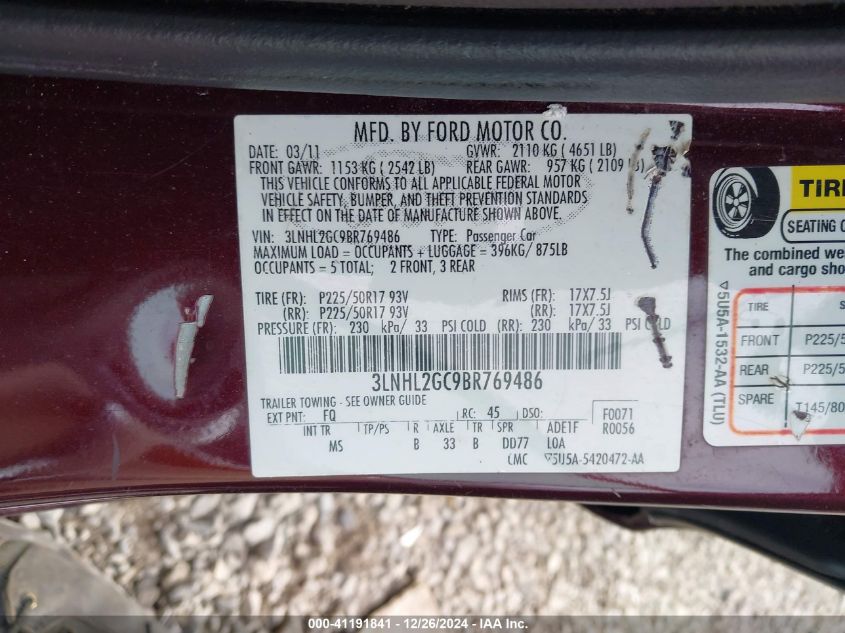 MFD. BY FORD MOTOR CO.
DATE: 03/11 GVWR: 2110 KG ( 4651 LB)
FRONT GAWR: 1153 KG ( 2542 LB) REAR GAWR: 957 KG ( 2109
THIS VEHICLE CONFORMS TO ALL APPLICABLE FEDERAL MOTOR
VEHICLE SAFETY, BUMPER, AND THEFT PREVENTION STANDARDS
IN EFFECT ON THE DATE OF MANUFACTURE SHOWN ABOVE.
VIN: 3LNHL2GC9BR769486 TYPE: Passenger Car
MAXIMUM LOAD = OCCUPANTS + LUGGAGE = 396KG/ 875LB
OCCUPANTS = 5 TOTAL; 2 FRONT, 3 REAR
TIRE (FR): P225/50R17 93V RIMS (FR): 17X7.5J
(RR): P225/50R17 93V (RR): 17X7.5J
PRESSURE (FR): 230 kPa/ 33 PSI COLD (RR): 230 kPa/ 33 PSI COLD
3LNHL2GC9BR769486
TRAILER TOWING - SEE OWNER GUIDE
EXT PNT: FQ RC: 45 DSO: F0071
INT TR TP/PS R AXLE TR SPR ADE1F R0056
MS B 33 B DD77 LOA
CMC ▽5U5A-5420472-AA
TIRE
SEATING C
The combined we
and cargo sho
▽5U5A-1532-AA (TLU)
TIRE S
FRONT P225/5
REAR P225/5
SPARE T145/80
000-41191841 - 12/26/2024 - IAA Inc.